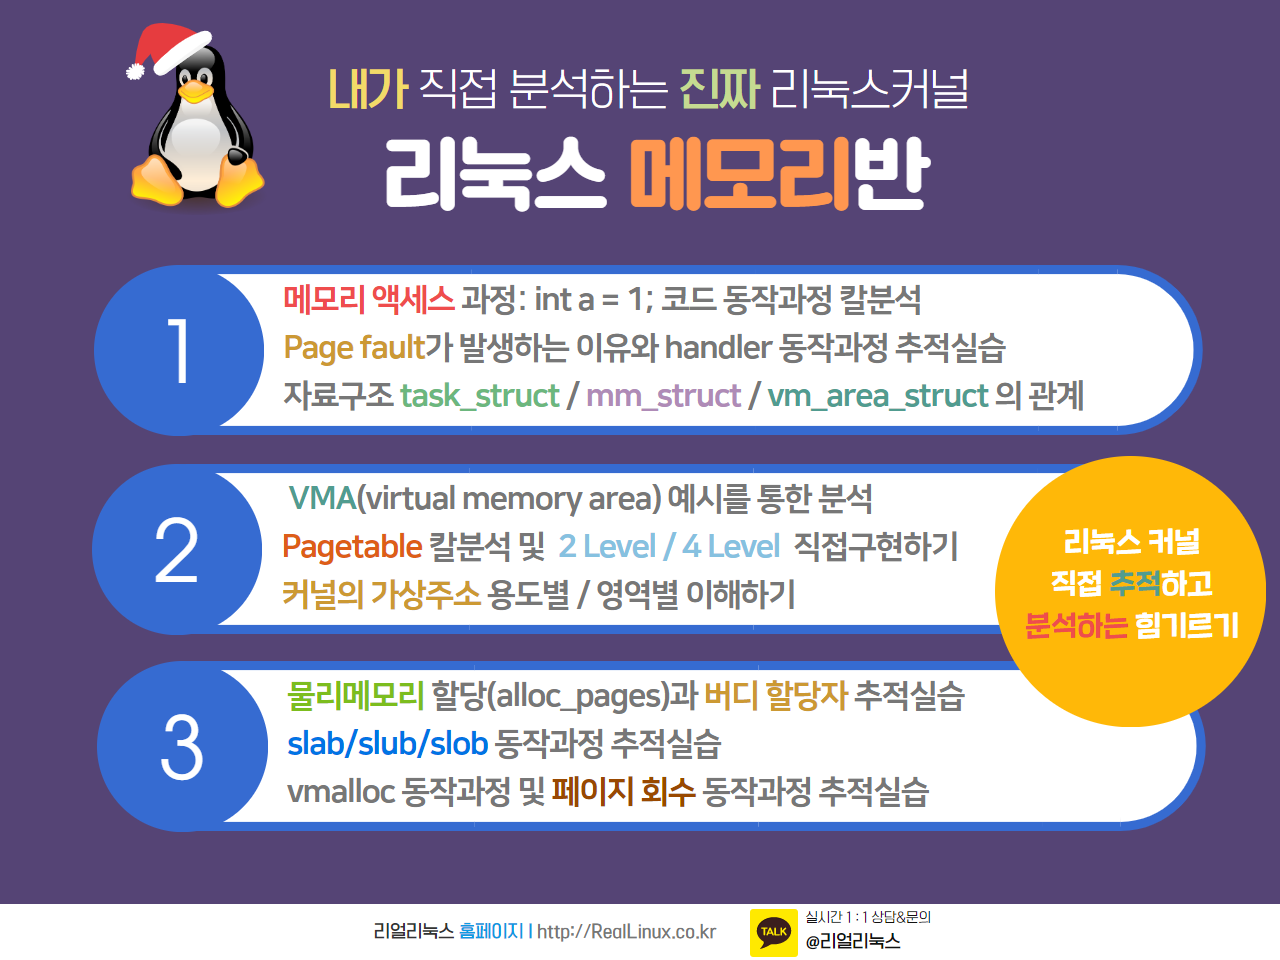 내가 직접 분석하는 진짜 리눅스커널
리눅스 메모리반
1
메모리 액세스 과정: int a = 1; 코드 동작과정 칼분석
Page fault가 발생하는 이유와 handler 동작과정 추적실습
자료구조 task_struct / mm_struct / vm_area_struct 의 관계
2
VMA(virtual memory area) 예시를 통한 분석
Pagetable 칼분석 및 2 Level / 4 Level 직접구현하기
커널의 가상주소 용도별 / 영역별 이해하기
리눅스 커널
직접 추적하고
분석하는 힘기르기
3
물리메모리 할당(alloc_pages)과 버디 할당자 추적실습
slab/slub/slob 동작과정 추적실습
vmalloc 동작과정 및 페이지 회수 동작과정 추적실습
리얼리눅스 홈페이지 l http://RealLinux.co.kr
TALK
실시간 1 : 1 상담&문의
@리얼리눅스